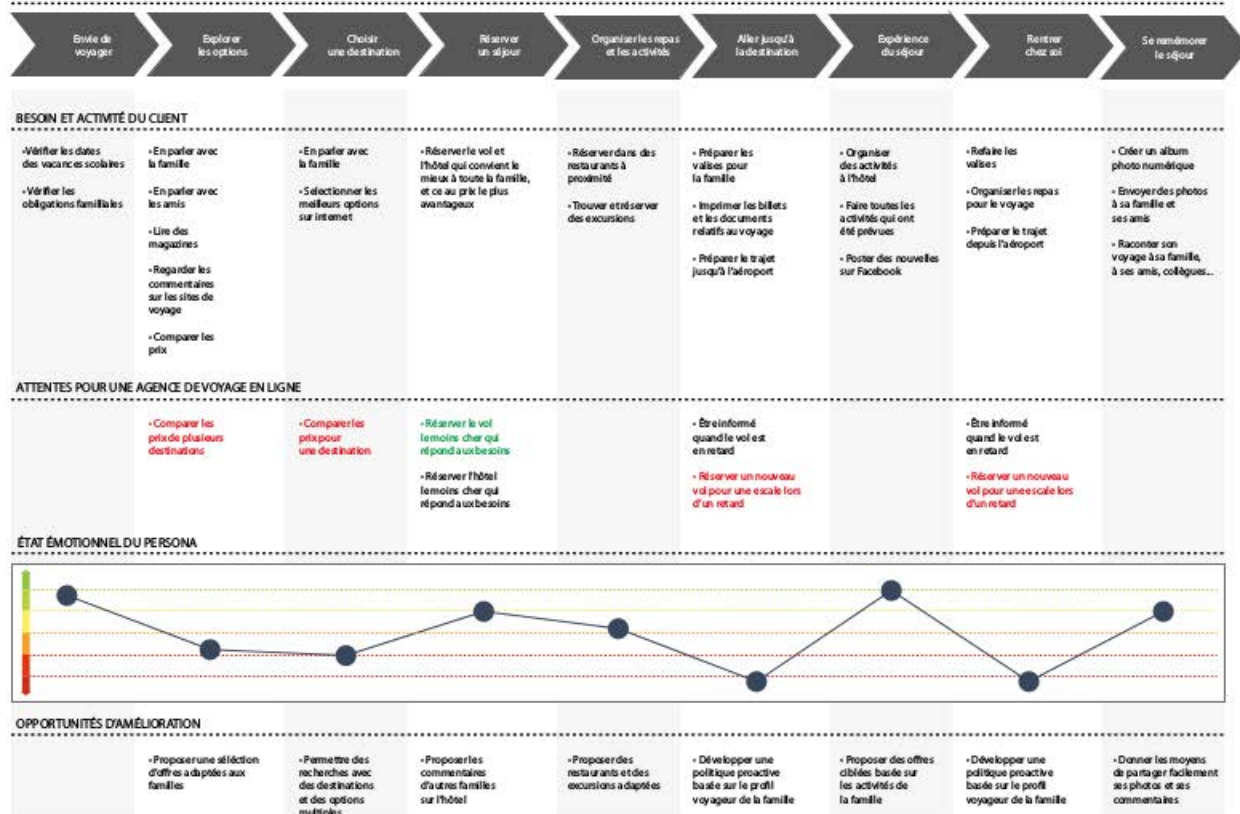 Envie de
voyager
Explorer
les options
Choisir
une destination
Réserver
un séjour
Organiser les repas
et les activités
Aller jusqu'à
la destination
Expérience
du séjour
Rentrer
chez soi
Se remémorer
le séjour
BESOIN ET ACTIVITÉ DU CLIENT
•Vérifier les dates
des vacances scolaires
•Vérifier les
obligations familliales
•En parler avec
la famille
•En parler avec
les amis
•Lire des
magazines
•Regarder les
commentaires
sur les sites de
voyage
•Comparer les
prix
•En parler avec
la famille
•Selectionner les
meilleurs options
sur internet
•Réserver le vol et
l'hôtel qui convient le
mieux à toute la famille,
et ce au prix le plus
avantageux
•Réserver dans des
restaurants à
proximité
•Trouver et réserver
des excursions
• Préparer les
valises pour
la famille
• Imprimer les billets
et les documents
relatifs au voyage
• Préparer le trajet
jusqu'à l'aéroport
• Organiser
des activités
à l'hôtel
• Faire toutes les
activités qui ont
été prévues
• Poster des nouvelles
sur Facebook
•Refaire les
valises
•Organiser les repas
pour le voyage
•Préparer le trajet
depuis l'aéroport
• Créer un album
photo numérique
• Envoyer des photos
à sa famille et
ses amis
• Raconter son
voyage à sa famille,
à ses amis, collègues...
ATTENTES POUR UNE AGENCE DE VOYAGE EN LIGNE
•Comparer les
prix de plusieurs
destinations
•Comparer les
prix pour
une destination
•Réserver le vol
le moins cher qui
répond aux besoins
•Réserver l'hôtel
le moins cher qui
répond aux besoins
• Être informé
quand le vol est
en retard
• Réserver un nouveau
vol pour une escale lors
d'un retard
•Être informé
quand le vol est
en retard
•Réserver un nouveau
vol pour une escale lors
d'un retard
ÉTAT ÉMOTIONNEL DU PERSONA
OPPORTUNITÉS D'AMÉLIORATION
•Proposer une séléction
d'offres adaptées aux
familles
•Permettre des
recherches avec
des destinations
et des options
multiples
•Proposer les
commentaires
d'autres familles
sur l'hôtel
•Proposer des
restaurants et des
excursions adaptées
• Développer une
politique proactive
basée sur le profil
voyageur de la famille
• Proposer des offres
ciblées basée sur
les activités de
la famille
•Développer une
politique proactive
basée sur le profil
voyageur de la famille
•Donner les moyens
de partager facilement
ses photos et ses
commentaires